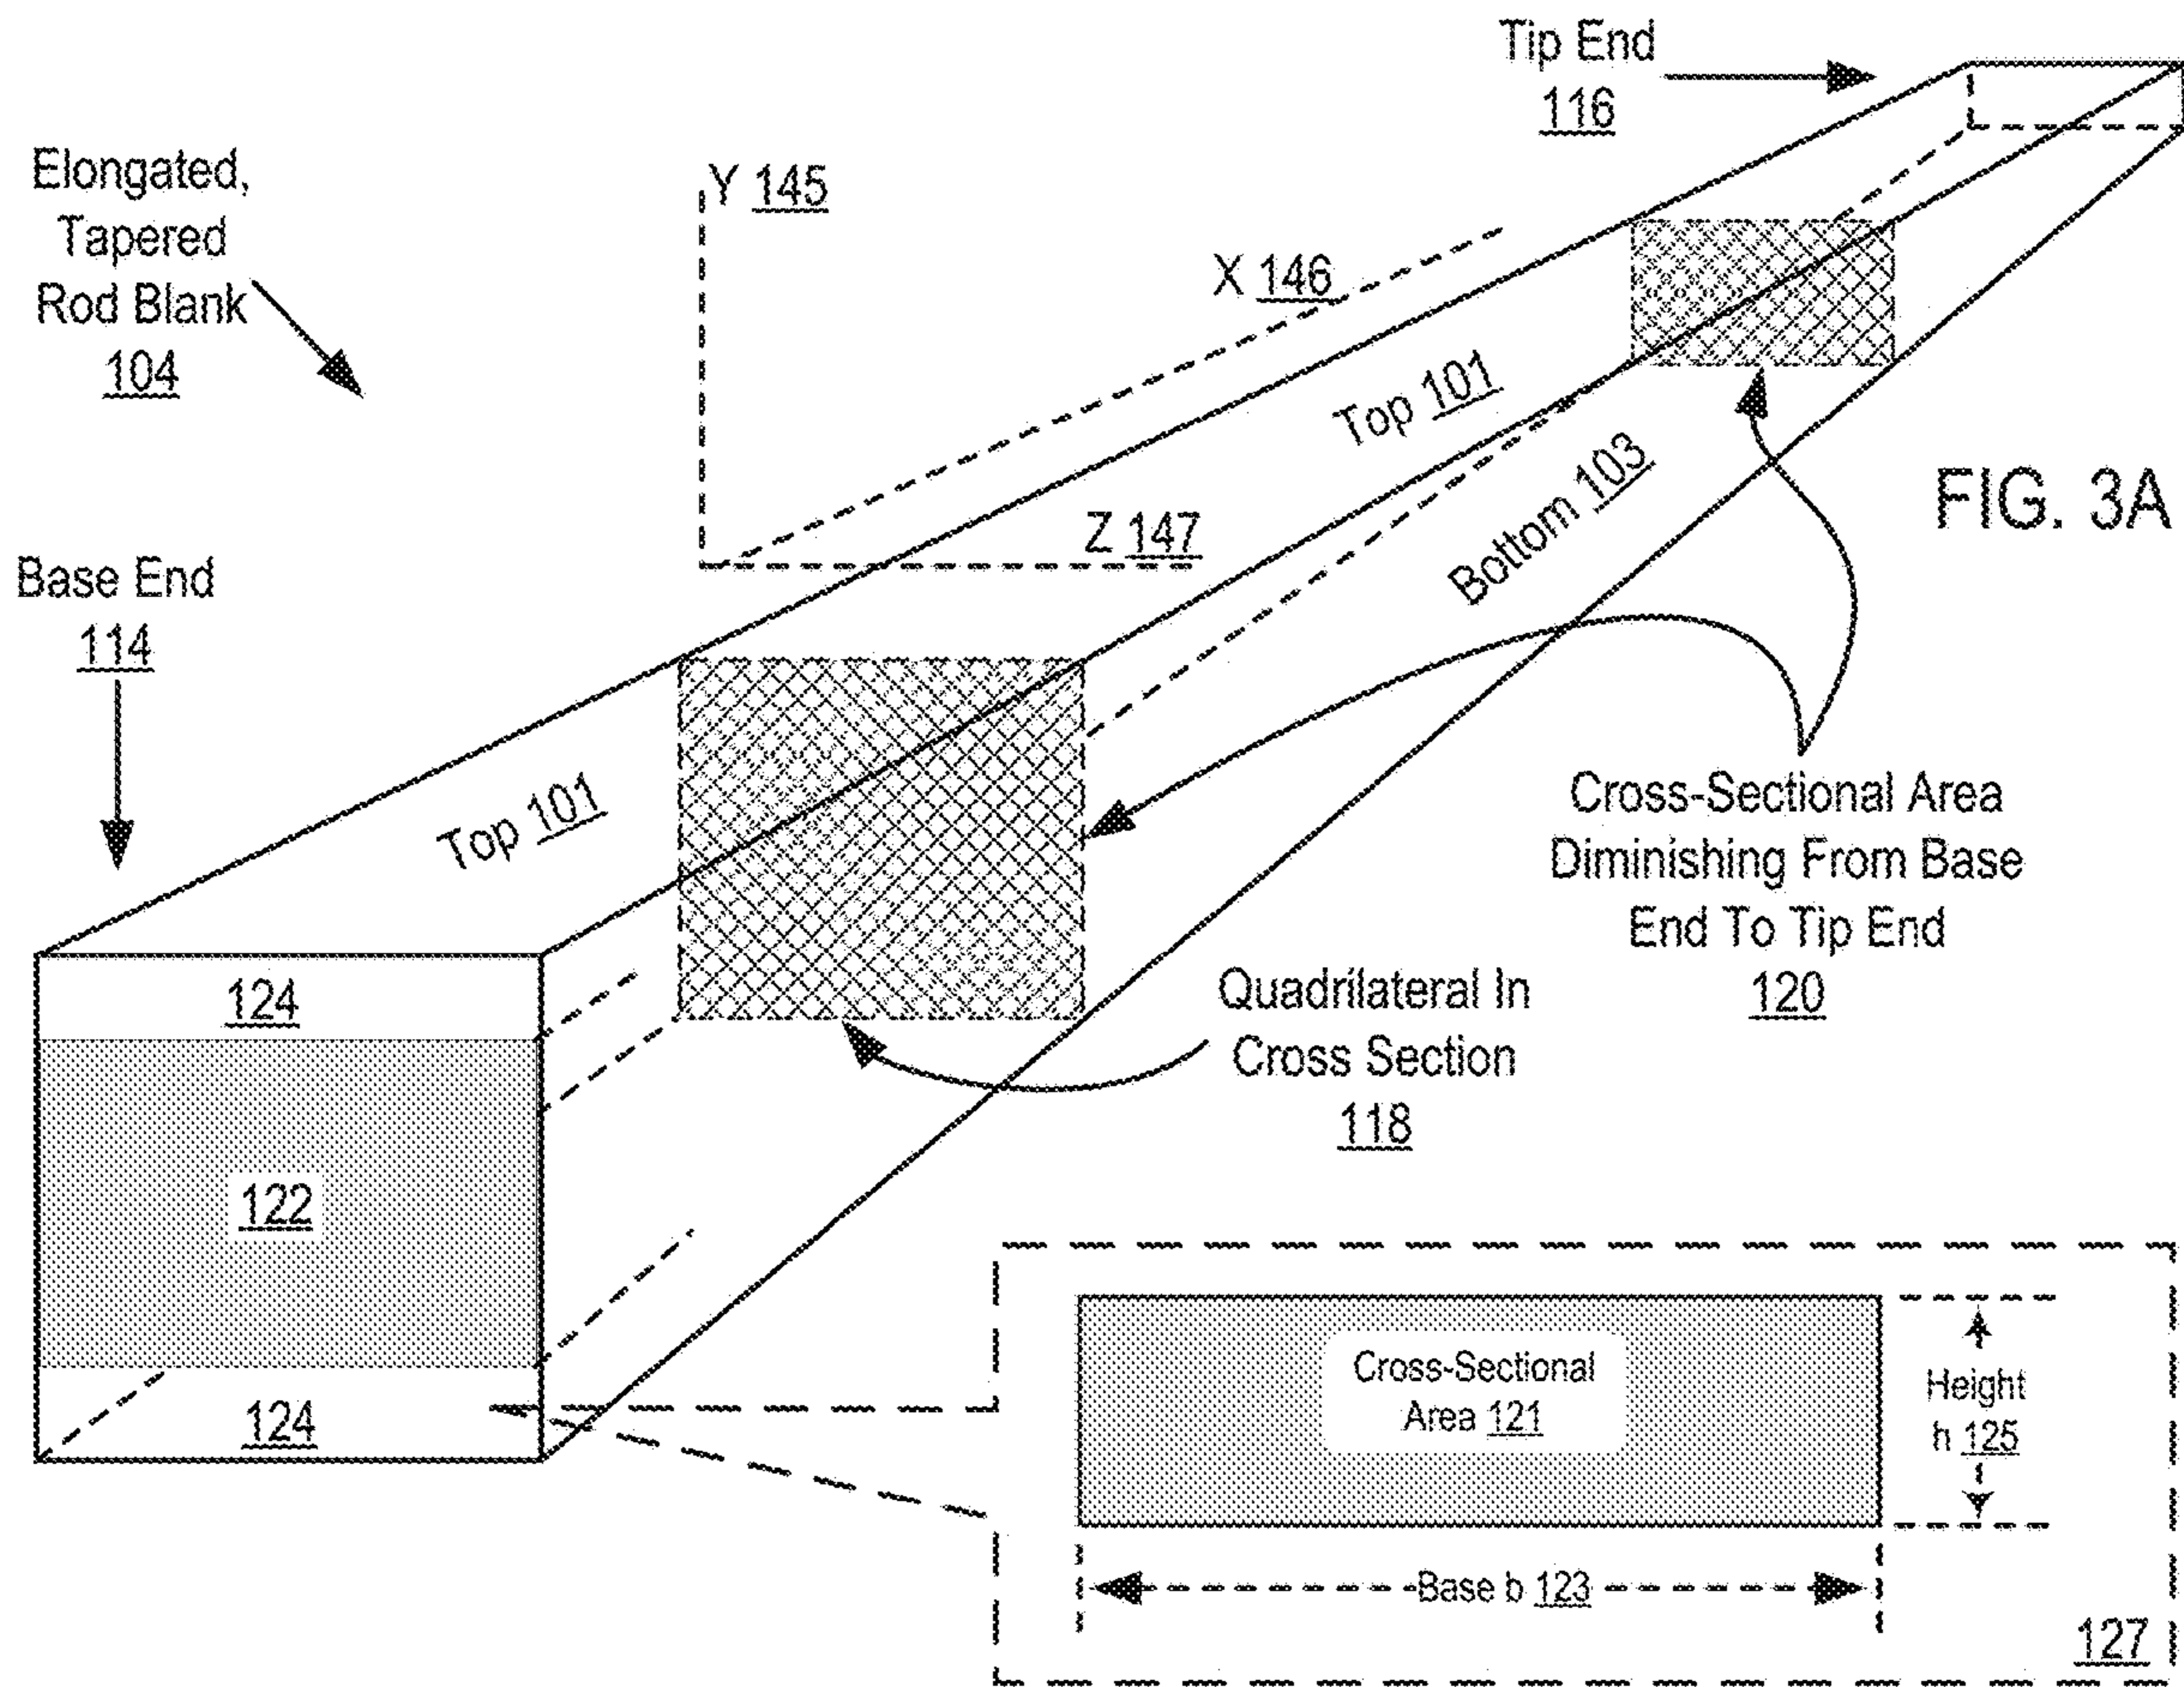 Tip End
116
Elongated,
Tapered
Rod Blank
104
Y 145
X 146
Top 101
FIG. 3A
Bottom 103
Z 147
Base End
114
Top 101
Cross-Sectional Area
Diminishing From Base
End To Tip End
120
Quadrilateral In
Cross Section
118
124
122
124
Cross-Sectional
Area 121
Height
h 125
Base b 123
127